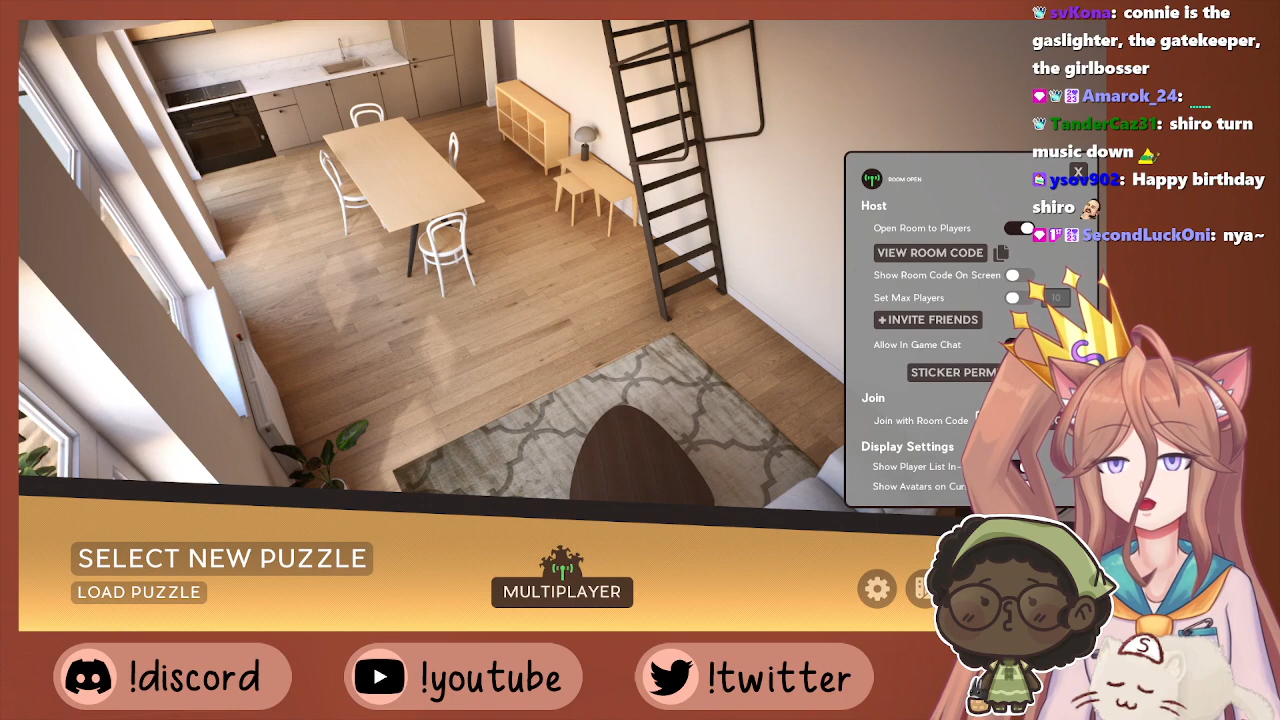 svKona: connie is the
gaslighter, the gatekeeper,
the girlbosser
Amarok_24:
TanderCaz31: shiro turn
music down
ysov902: Happy birthday
shiro
SecondLuckOni: nya~
ROOM OPEN
X
Host
Open Room to Players
VIEW ROOM CODE
Show Room Code On Screen
Set Max Players
10
+INVITE FRIENDS
Allow In Game Chat
STICKER PERM
Join
Join with Room Code
Display Settings
Show Player List In-
Show Avatars on Cur
SELECT NEW PUZZLE
LOAD PUZZLE
MULTIPLAYER
S
S
!discord
!youtube
!twitter